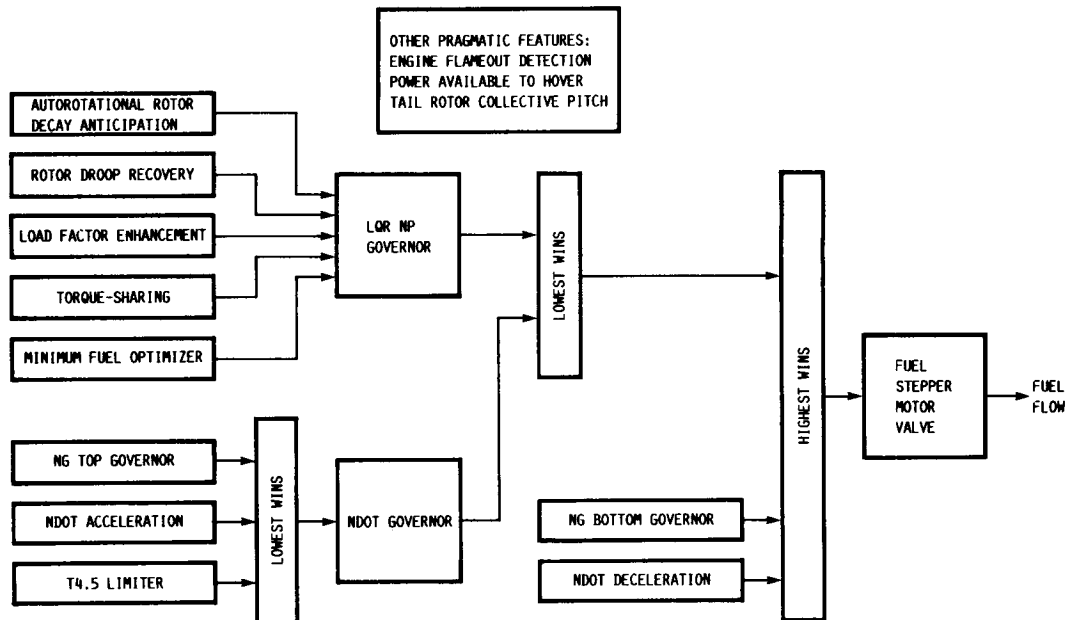 OTHER PRAGMATIC FEATURES:
ENGINE FLAMEOUT DETECTION
POWER AVAILABLE TO HOVER
TAIL ROTOR COLLECTIVE PITCH
AUTOROTATIONAL ROTOR
DECAY ANTICIPATION
ROTOR DROOP RECOVERY
LOAD FACTOR ENHANCEMENT
TORQUE-SHARING
MINIMUM FUEL OPTIMIZER
LQR NP
GOVERNOR
LOWEST WINS
NG TOP GOVERNOR
NDOT ACCELERATION
T4.5 LIMITER
LOWEST WINS
NDOT GOVERNOR
NG BOTTOM GOVERNOR
NDOT DECELERATION
HIGHEST WINS
FUEL
STEPPER
MOTOR
VALVE
FUEL
FLOW